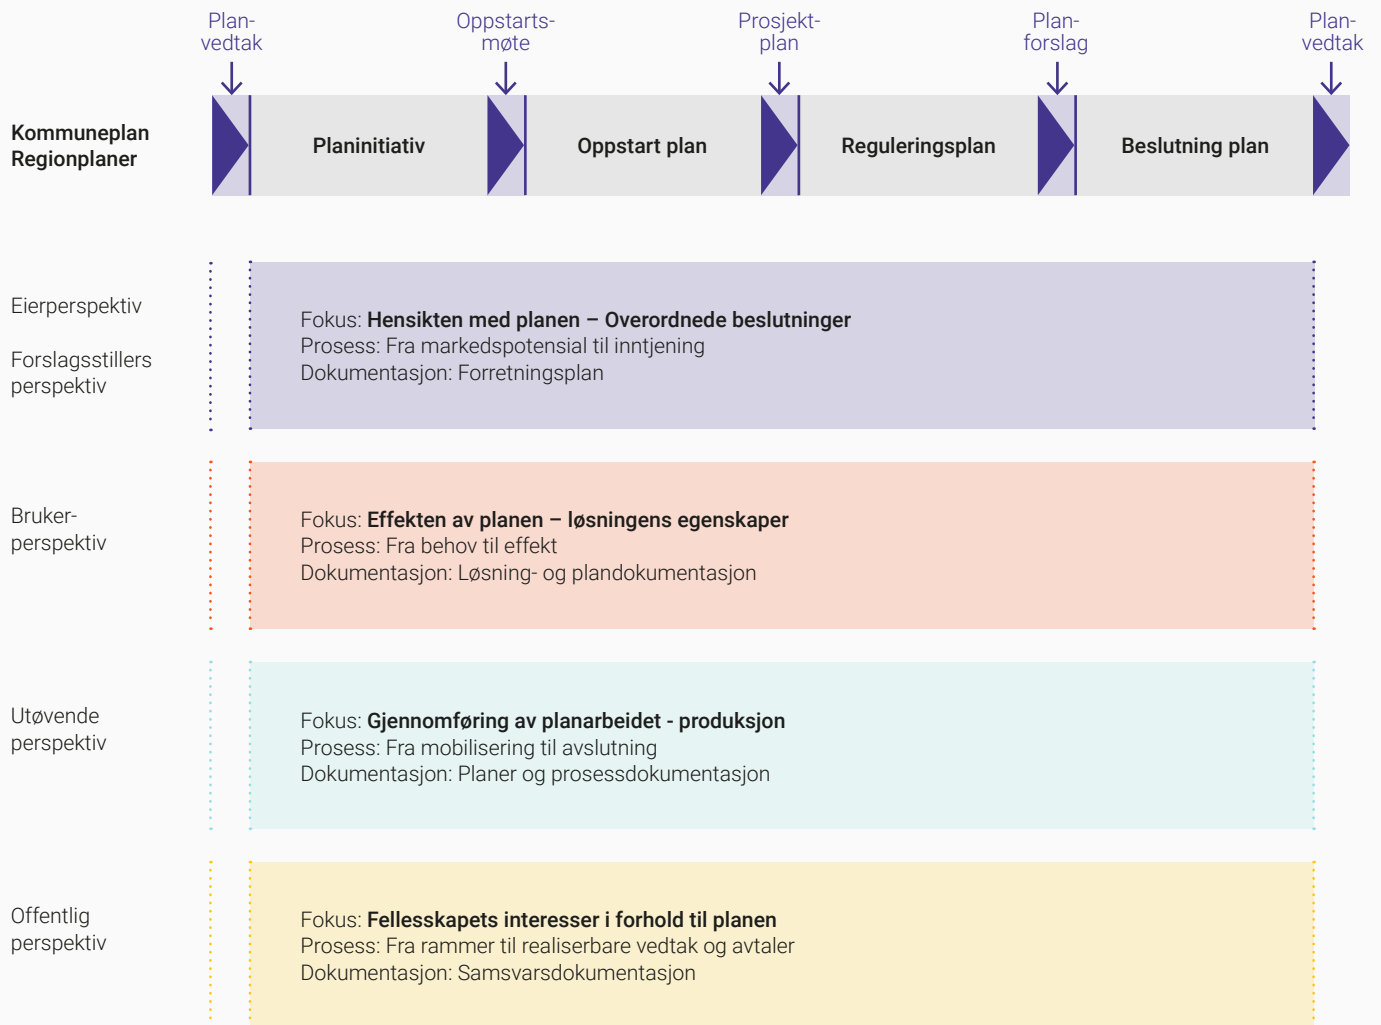 Plan-
vedtak
Oppstarts-
møte
Prosjekt-
plan
Plan-
forslag
Plan-
vedtak
Kommuneplan
Regionplaner
Planinitiativ
Oppstart plan
Reguleringsplan
Beslutning plan
Eierperspektiv
Forslagsstillers
perspektiv
Fokus: Hensikten med planen – Overordnede beslutninger
Prosess: Fra markedspotensial til inntjening
Dokumentasjon: Forretningsplan
Bruker-
perspektiv
Fokus: Effekten av planen – løsningens egenskaper
Prosess: Fra behov til effekt
Dokumentasjon: Løsning- og plandokumentasjon
Utøvende
perspektiv
Fokus: Gjennomføring av planarbeidet - produksjon
Prosess: Fra mobilisering til avslutning
Dokumentasjon: Planer og prosessdokumentasjon
Offentlig
perspektiv
Fokus: Fellesskapets interesser i forhold til planen
Prosess: Fra rammer til realiserbare vedtak og avtaler
Dokumentasjon: Samsvarsdokumentasjon